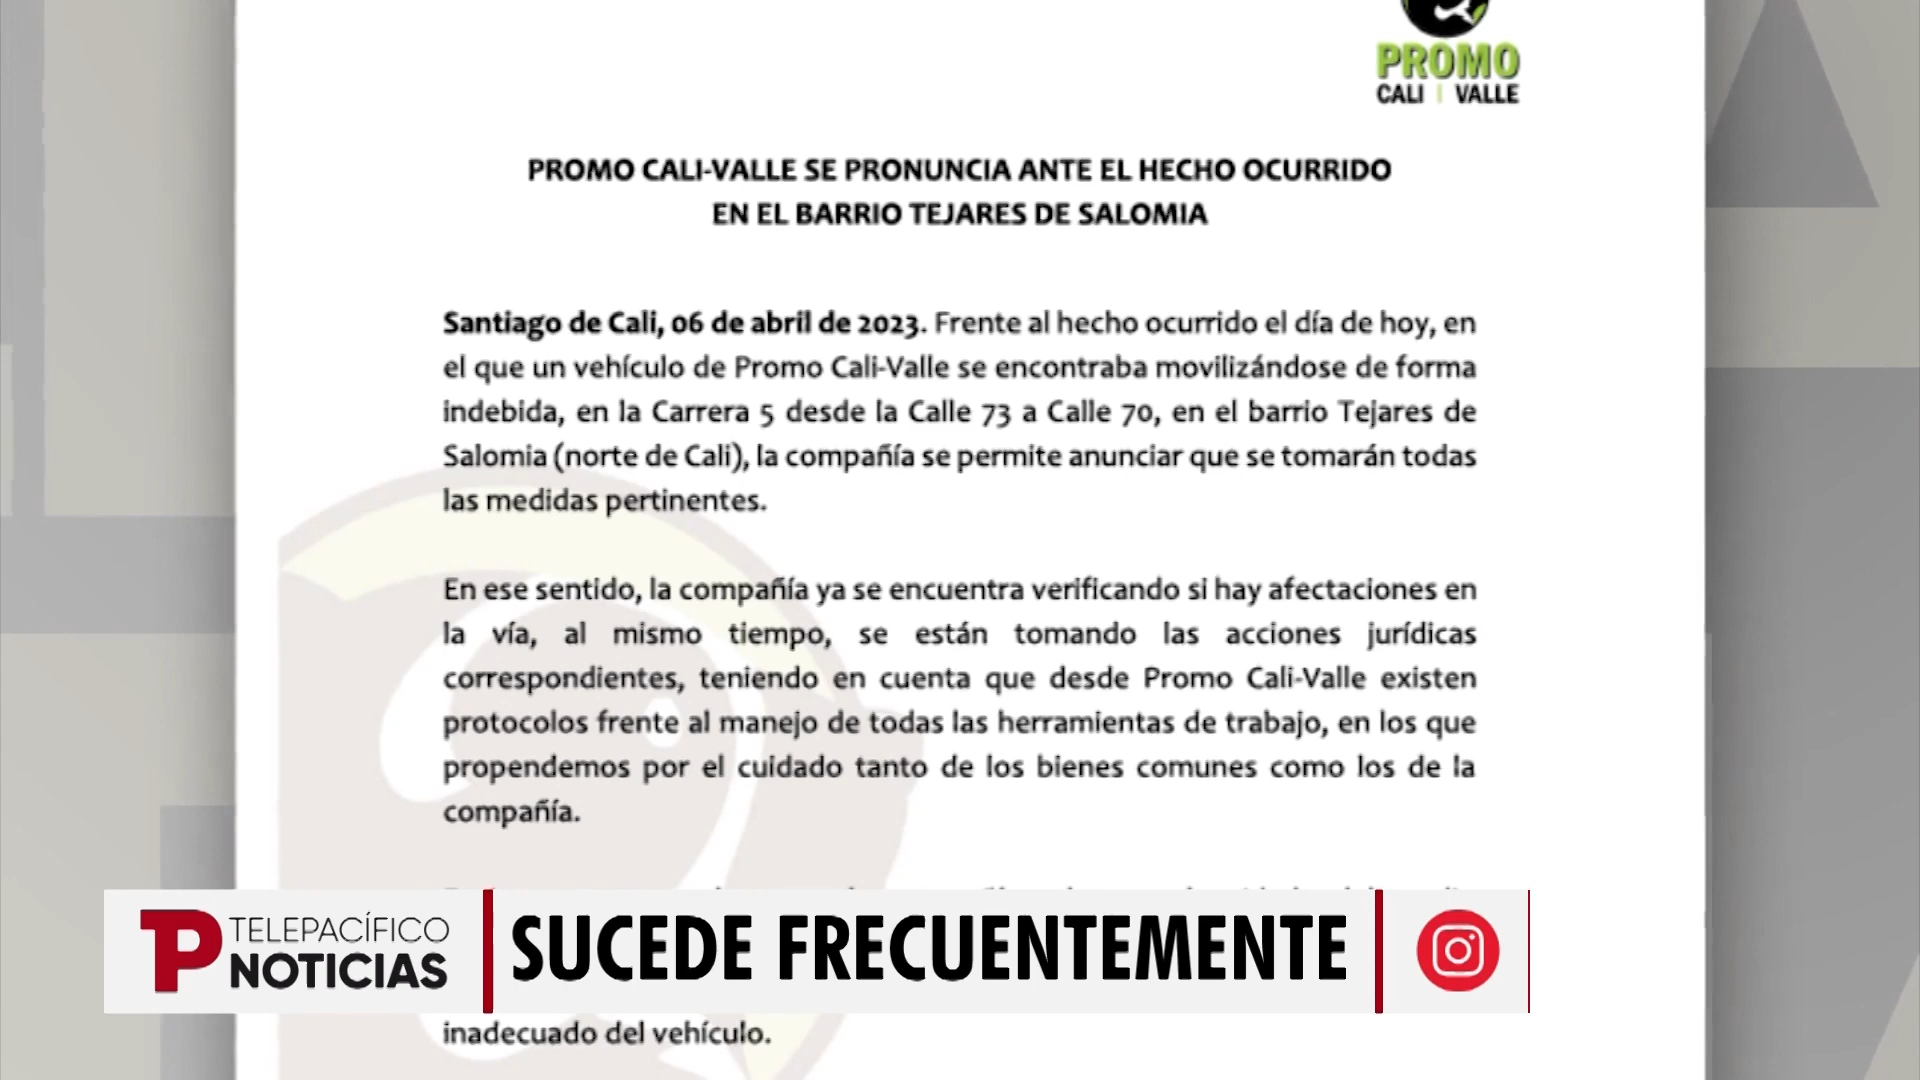 PROMO
CALI | VALLE
PROMO CALI-VALLE SE PRONUNCIA ANTE EL HECHO OCURRIDO
EN EL BARRIO TEJARES DE SALOMIA
Santiago de Cali, 06 de abril de 2023. Frente al hecho ocurrido el día de hoy, en
el que un vehículo de Promo Cali-Valle se encontraba movilizándose de forma
indebida, en la Carrera 5 desde la Calle 73 a Calle 70, en el barrio Tejares de
Salomia (norte de Cali), la compañía se permite anunciar que se tomarán todas
las medidas pertinentes.
En ese sentido, la compañía ya se encuentra verificando si hay afectaciones en
la vía, al mismo tiempo, se están tomando las acciones jurídicas
correspondientes, teniendo en cuenta que desde Promo Cali-Valle existen
protocolos frente al manejo de todas las herramientas de trabajo, en los que
propendemos por el cuidado tanto de los bienes comunes como los de la
compañía.
TP TELEPACÍFICO
NOTICIAS
SUCEDE FRECUENTEMENTE
inadecuado del vehículo.